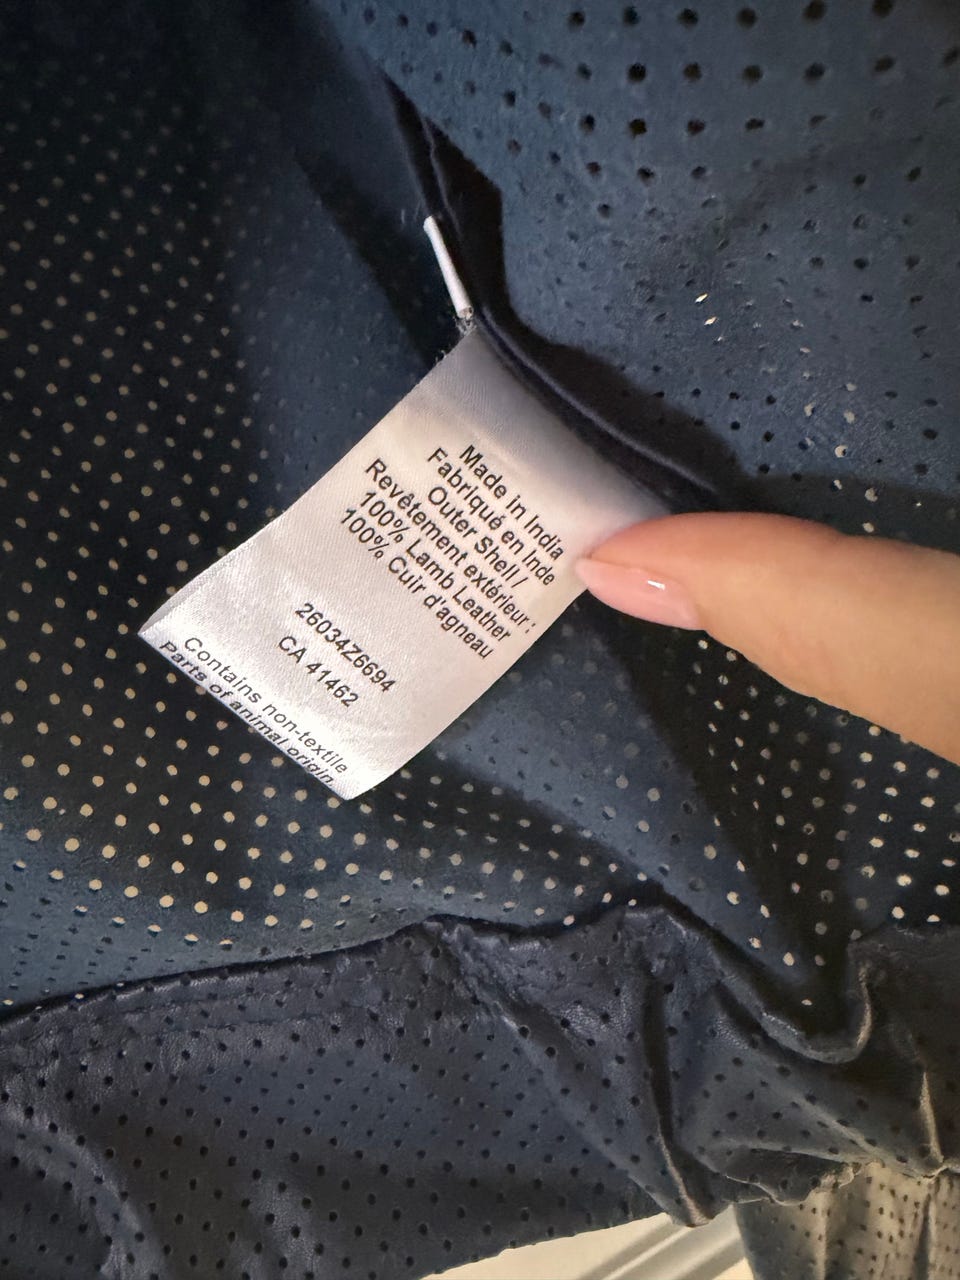 Made in India
Fabriqué en Inde
Outer Shell /
Revêtement extérieur :
100% Lamb Leather
100% Cuir d'agneau
26034Z6694
CA 41462
Contains non-textile
Parts of animal origin